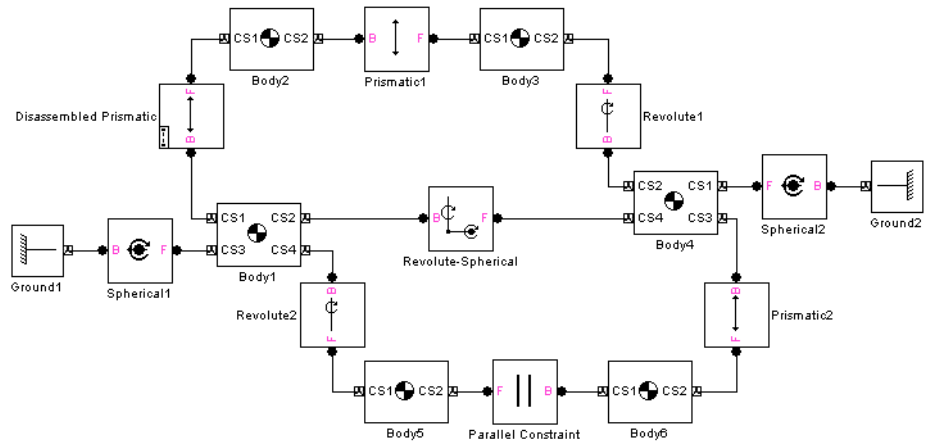 CS1 CS2
Body2
B F
Prismatic1
CS1 CS2
Body3
F
B
Disassembled Prismatic
F
B
Revolute1
CS2 CS1
CS4 CS3
Body4
F B
Spherical2
Ground2
CS1 CS2
CS3 CS4
Body1
B F
Revolute-Spherical
Ground1
B F
Spherical1
B
F
Revolute2
B
F
Prismatic2
CS1 CS2
Body5
F B
Parallel Constraint
CS1 CS2
Body6